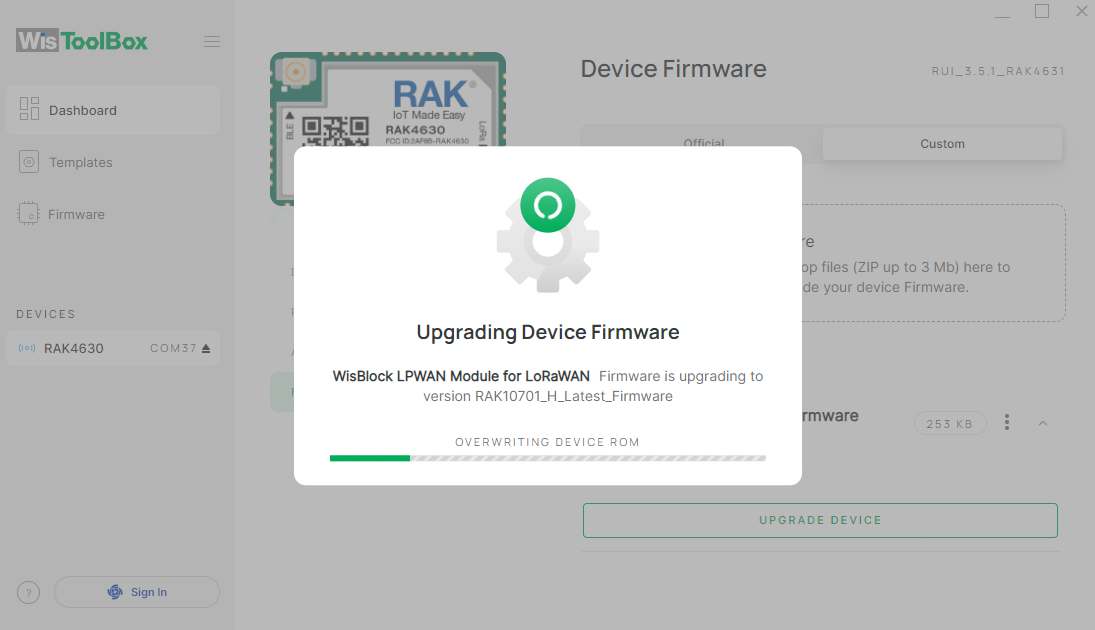 WisToolBox
Dashboard
Templates
Firmware
DEVICES
RAK4630 COM37
?
Sign In
RAK®
IoT Made Easy
RAK4630
FCC ID:2AF6B-RAK4630
BLE
LoRa
Device Firmware
RUI_3.5.1_RAK4631
Official
Custom
re
op files (ZIP up to 3 Mb) here to
de your device Firmware.
rmware
253 KB
UPGRADE DEVICE
Upgrading Device Firmware
WisBlock LPWAN Module for LoRaWAN Firmware is upgrading to
version RAK10701_H_Latest_Firmware
OVERWRITING DEVICE ROM